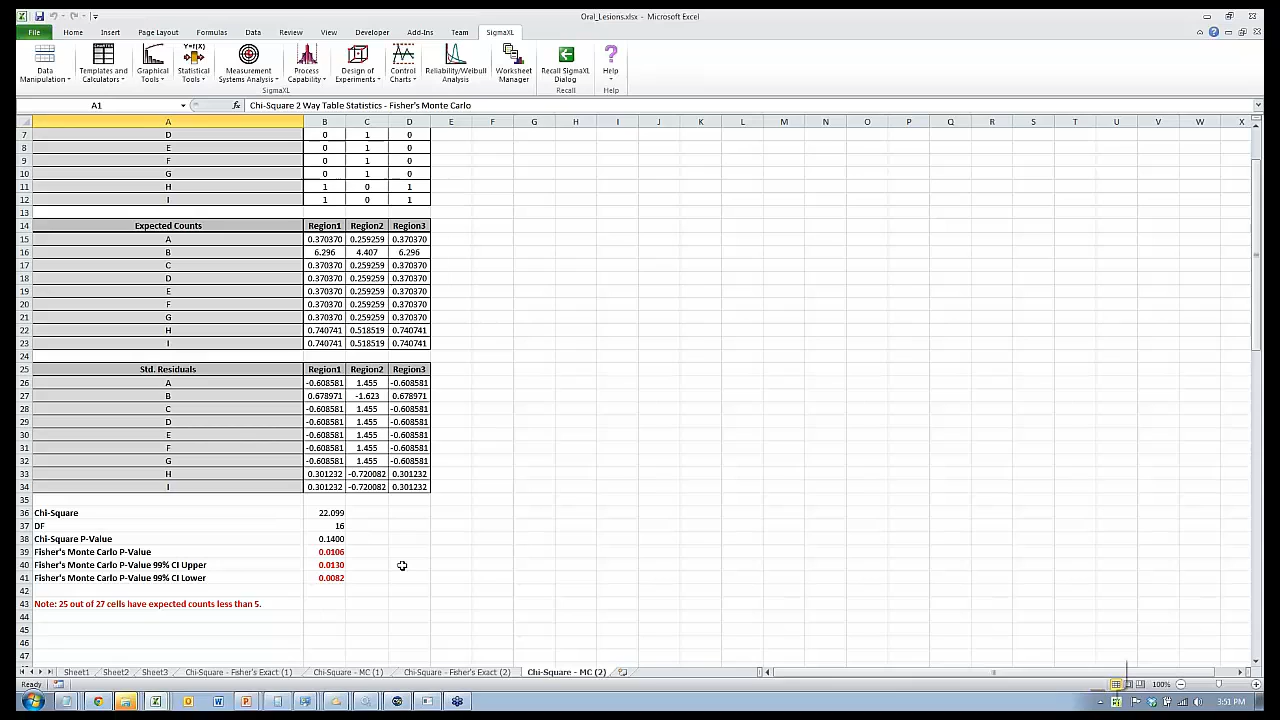 Oral_Lesions.xlsx - Microsoft Excel
File Home Insert Page Layout Formulas Data Review View Developer Add-Ins Team SigmaXL
Data Manipulation
Templates and Calculators
Graphical Tools
Statistical Tools
Measurement Systems Analysis
Process Capability
Design of Experiments
Control Charts
Reliability/Weibull Analysis
Worksheet Manager
Recall SigmaXL Dialog
Help
SigmaXL Recall Help
A1 fx Chi-Square 2 Way Table Statistics - Fisher's Monte Carlo
A B C D E F G H I J K L M N O P Q R S T U V W X
7 D 0 1 0
8 E 0 1 0
9 F 0 1 0
10 G 0 1 0
11 H 1 0 1
12 I 1 0 1
13
14 Expected Counts Region1 Region2 Region3
15 A 0.370370 0.259259 0.370370
16 B 6.296 4.407 6.296
17 C 0.370370 0.259259 0.370370
18 D 0.370370 0.259259 0.370370
19 E 0.370370 0.259259 0.370370
20 F 0.370370 0.259259 0.370370
21 G 0.370370 0.259259 0.370370
22 H 0.740741 0.518519 0.740741
23 I 0.740741 0.518519 0.740741
24
25 Std. Residuals Region1 Region2 Region3
26 A -0.608581 1.455 -0.608581
27 B 0.678971 -1.623 0.678971
28 C -0.608581 1.455 -0.608581
29 D -0.608581 1.455 -0.608581
30 E -0.608581 1.455 -0.608581
31 F -0.608581 1.455 -0.608581
32 G -0.608581 1.455 -0.608581
33 H 0.301232 -0.720082 0.301232
34 I 0.301232 -0.720082 0.301232
35
36 Chi-Square 22.099
37 DF 16
38 Chi-Square P-Value 0.1400
39 Fisher's Monte Carlo P-Value 0.0106
40 Fisher's Monte Carlo P-Value 99% CI Upper 0.0130
41 Fisher's Monte Carlo P-Value 99% CI Lower 0.0082
42
43 Note: 25 out of 27 cells have expected counts less than 5.
44
45
46
47
Sheet1 Sheet2 Sheet3 Chi-Square - Fisher's Exact (1) Chi-Square - MC (1) Chi-Square - Fisher's Exact (2) Chi-Square - MC (2)
Ready 100%
3:51 PM